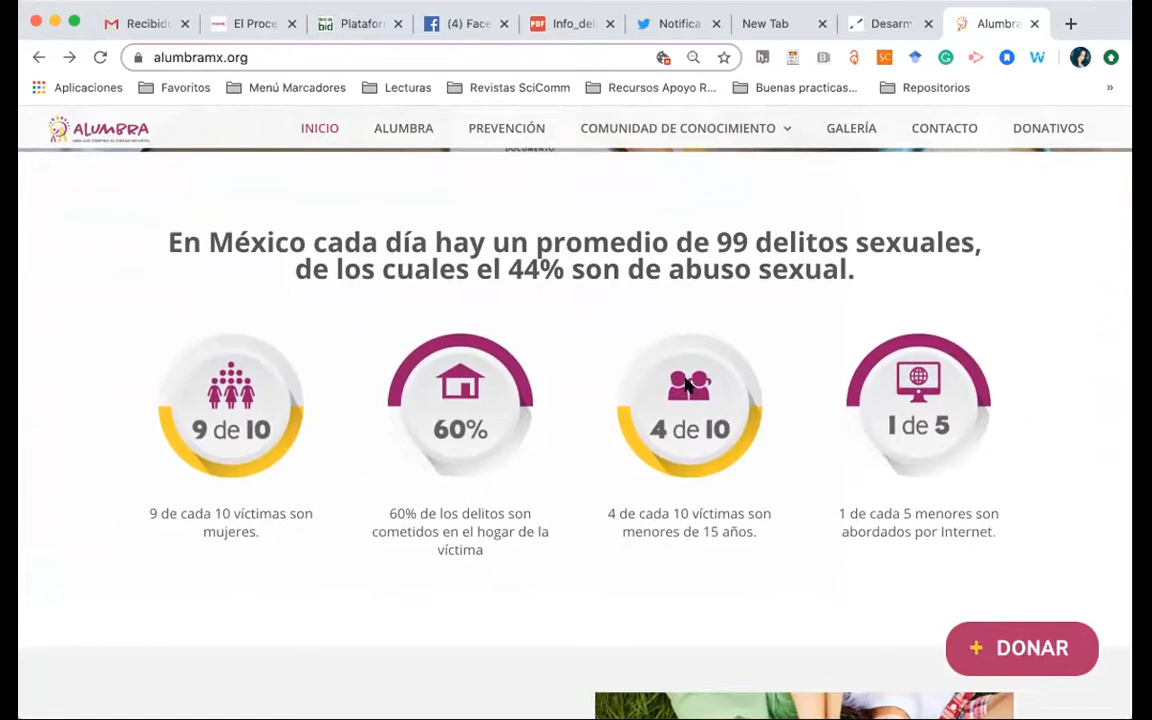 Recibid El Proce Platafor (4) Face Info_del Notifica New Tab Desarm Alumbra
alumbramx.org
Aplicaciones Favoritos Menú Marcadores Lecturas Revistas SciComm Recursos Apoyo R... Buenas practicas... Repositorios »
ALUMBRA INICIO ALUMBRA PREVENCIÓN COMUNIDAD DE CONOCIMIENTO GALERÍA CONTACTO DONATIVOS
DOCUMENTO
En México cada día hay un promedio de 99 delitos sexuales,
de los cuales el 44% son de abuso sexual.
9 de 10
9 de cada 10 víctimas son
mujeres.
60%
60% de los delitos son
cometidos en el hogar de la
víctima
4 de 10
4 de cada 10 víctimas son
menores de 15 años.
1 de 5
1 de cada 5 menores son
abordados por Internet.
+ DONAR